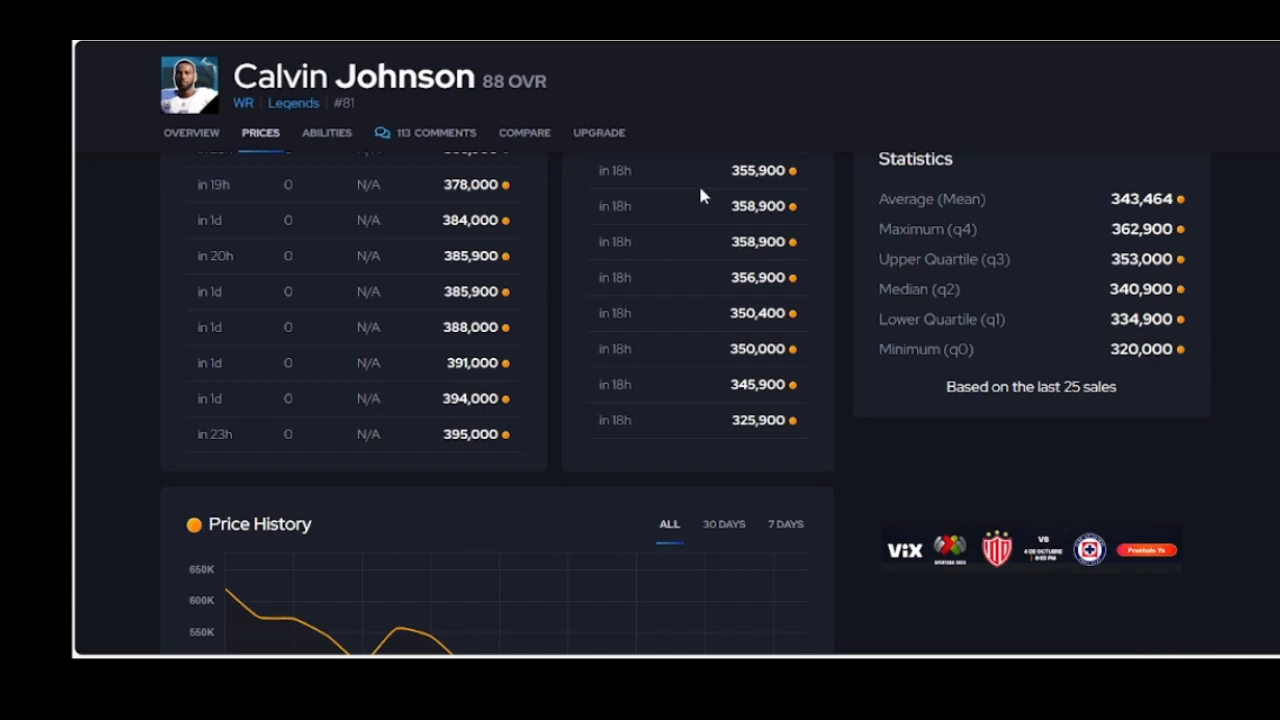 Calvin Johnson 88 OVR
WR | Legends | #81
OVERVIEW PRICES ABILITIES 113 COMMENTS COMPARE UPGRADE
in 19h 0 N/A 378,000
in 1d 0 N/A 384,000
in 20h 0 N/A 385,900
in 1d 0 N/A 385,900
in 1d 0 N/A 388,000
in 1d 0 N/A 391,000
in 1d 0 N/A 394,000
in 23h 0 N/A 395,000
in 18h 355,900
in 18h 358,900
in 18h 358,900
in 18h 356,900
in 18h 350,400
in 18h 350,000
in 18h 345,900
in 18h 325,900
Statistics
Average (Mean) 343,464
Maximum (q4) 362,900
Upper Quartile (q3) 353,000
Median (q2) 340,900
Lower Quartile (q1) 334,900
Minimum (q0) 320,000
Based on the last 25 sales
Price History
ALL 30 DAYS 7 DAYS
650K
600K
550K
ViX
VS
4 DE OCTUBRE